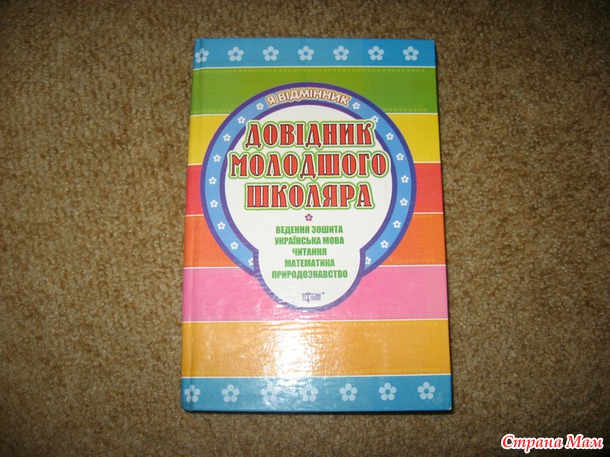 Я ВІДМІННИК
ДОВІДНИК
МОЛОДШОГО
ШКОЛЯРА
ВЕДЕННЯ ЗОШИТА
УКРАЇНСЬКА МОВА
ЧИТАННЯ
МАТЕМАТИКА
ПРИРОДОЗНАВСТВО
Страна Мам